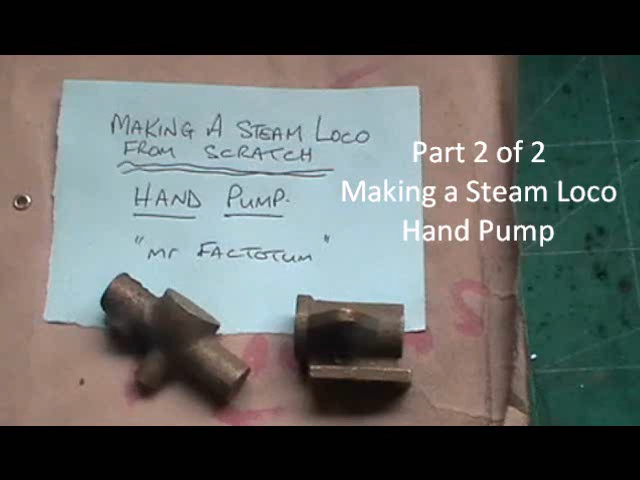 MAKING A STEAM LOCO
FROM SCRATCH
HAND PUMP.
"mr FACTOTUM"
Part 2 of 2
Making a Steam Loco
Hand Pump